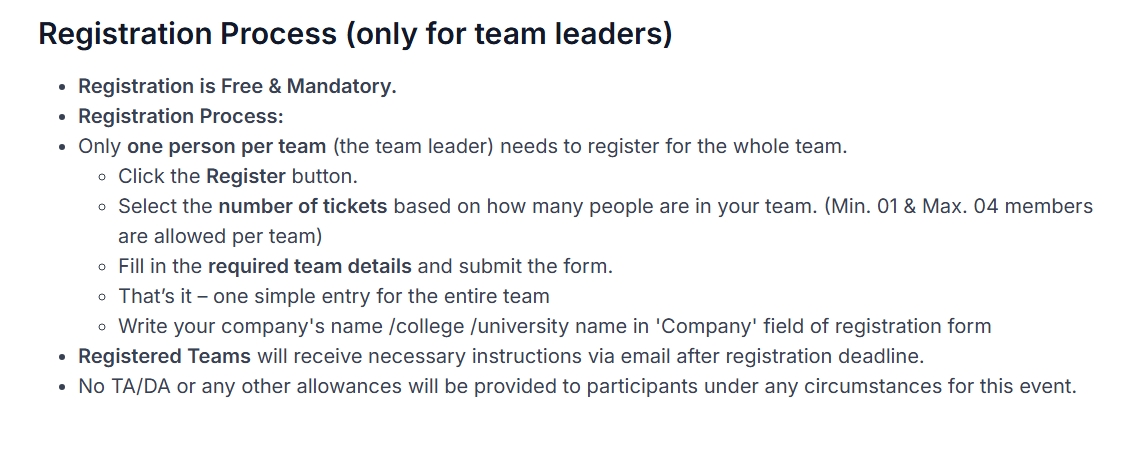 Registration Process (only for team leaders)
• Registration is Free & Mandatory.
• Registration Process:
• Only one person per team (the team leader) needs to register for the whole team.
◦ Click the Register button.
◦ Select the number of tickets based on how many people are in your team. (Min. 01 & Max. 04 members
are allowed per team)
◦ Fill in the required team details and submit the form.
◦ That’s it – one simple entry for the entire team
◦ Write your company's name /college /university name in 'Company' field of registration form
• Registered Teams will receive necessary instructions via email after registration deadline.
• No TA/DA or any other allowances will be provided to participants under any circumstances for this event.